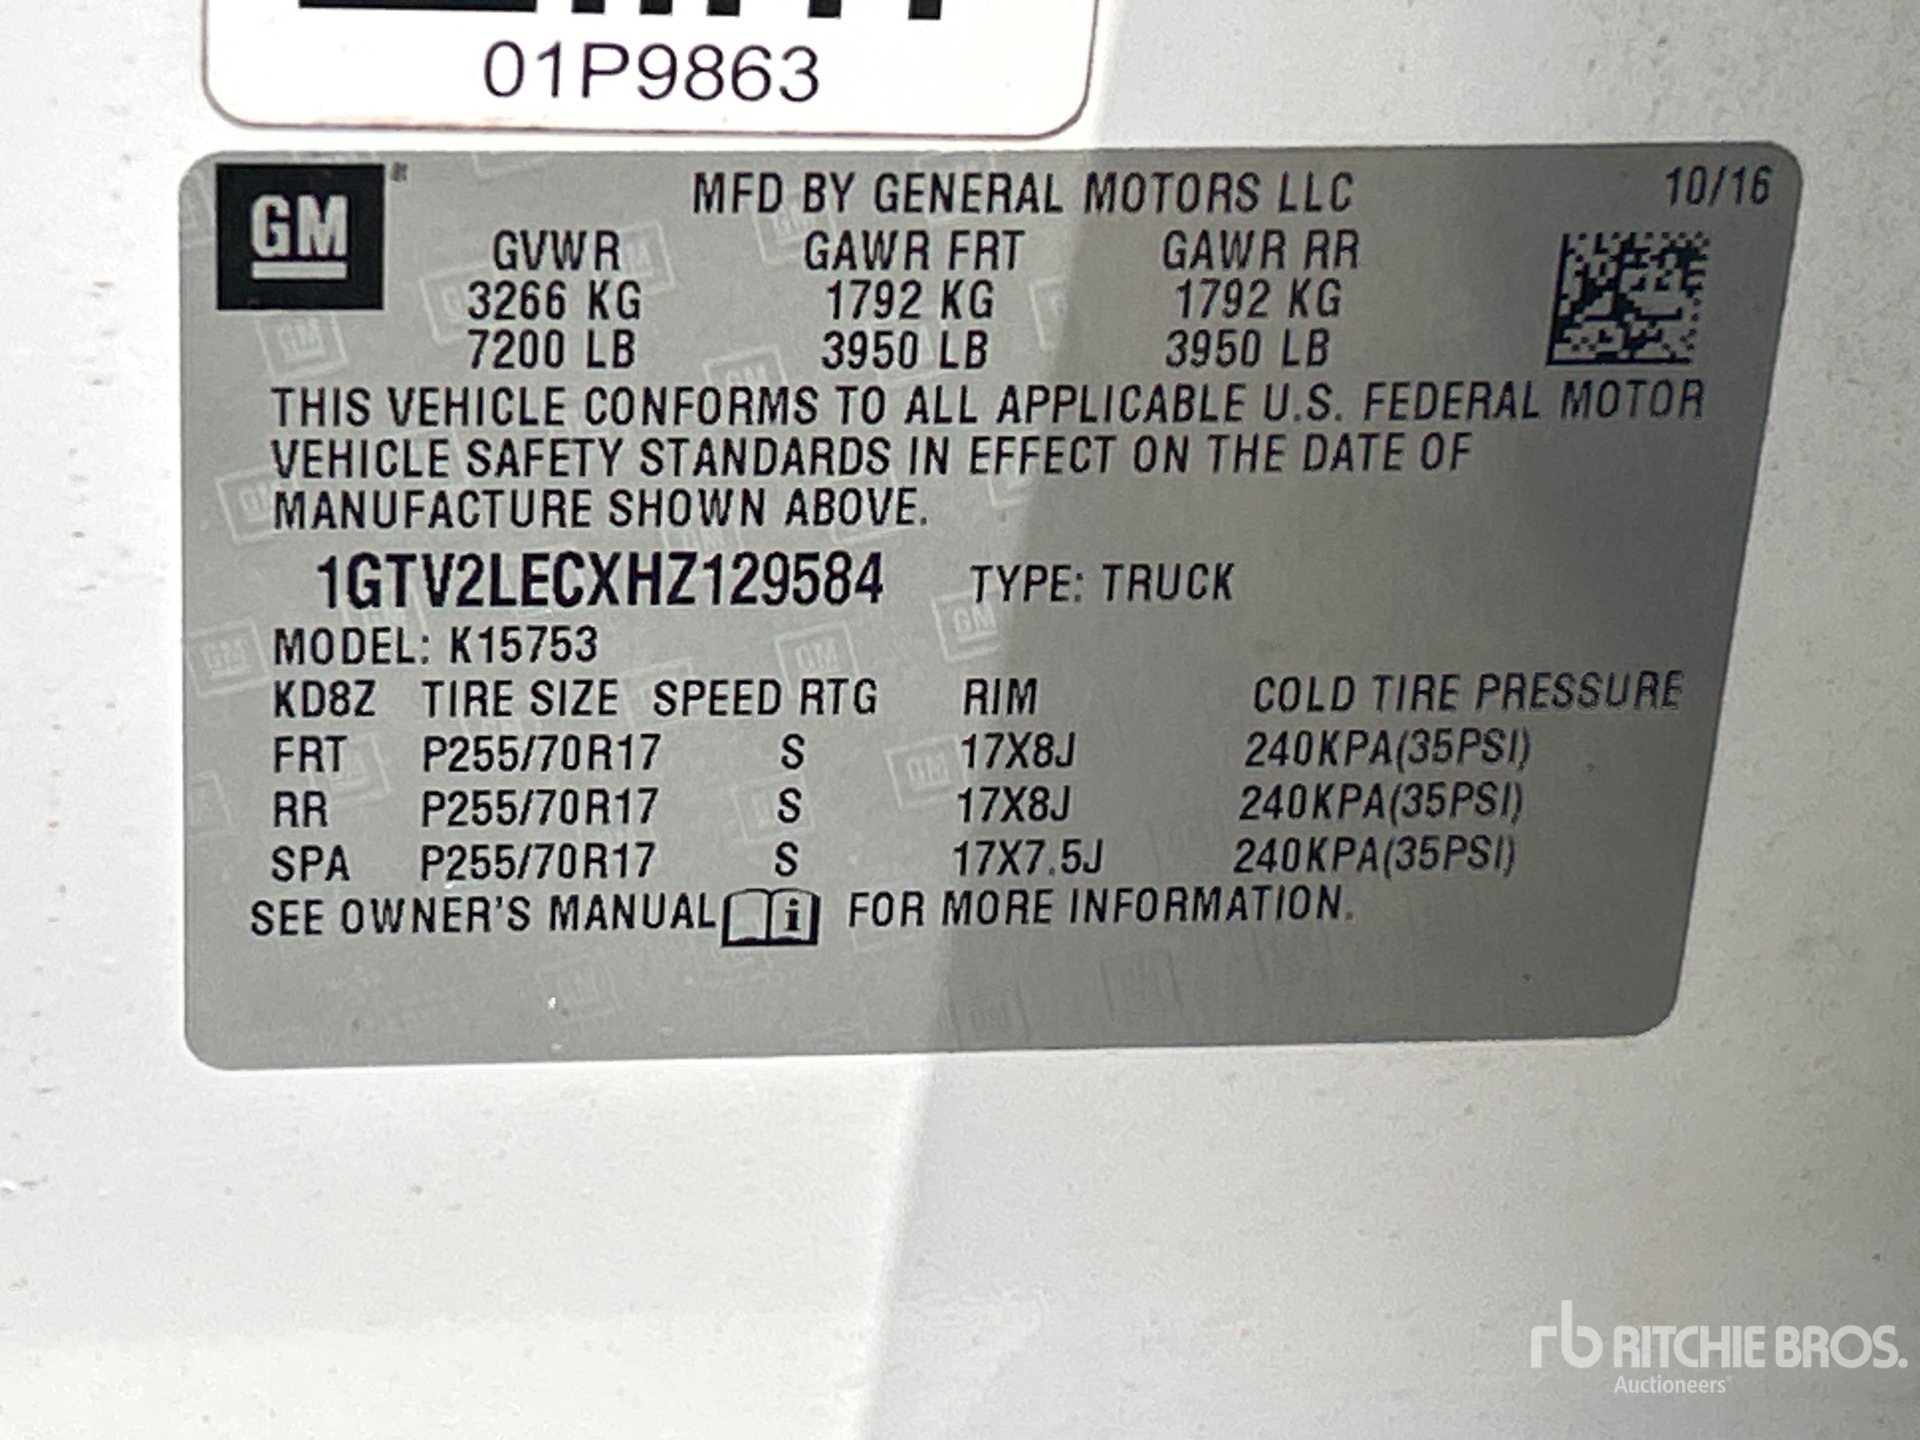 01P9863
GM
MFD BY GENERAL MOTORS LLC 10/16
GVWR GAWR FRT GAWR RR
3266 KG 1792 KG 1792 KG
7200 LB 3950 LB 3950 LB
THIS VEHICLE CONFORMS TO ALL APPLICABLE U.S. FEDERAL MOTOR
VEHICLE SAFETY STANDARDS IN EFFECT ON THE DATE OF
MANUFACTURE SHOWN ABOVE.
1GTV2LECXHZ129584 TYPE: TRUCK
MODEL: K15753
KD8Z TIRE SIZE SPEED RTG RIM COLD TIRE PRESSURE
FRT P255/70R17 S 17X8J 240KPA(35PSI)
RR P255/70R17 S 17X8J 240KPA(35PSI)
SPA P255/70R17 S 17X7.5J 240KPA(35PSI)
SEE OWNER'S MANUAL i FOR MORE INFORMATION.
rb RITCHIE BROS.
Auctioneers